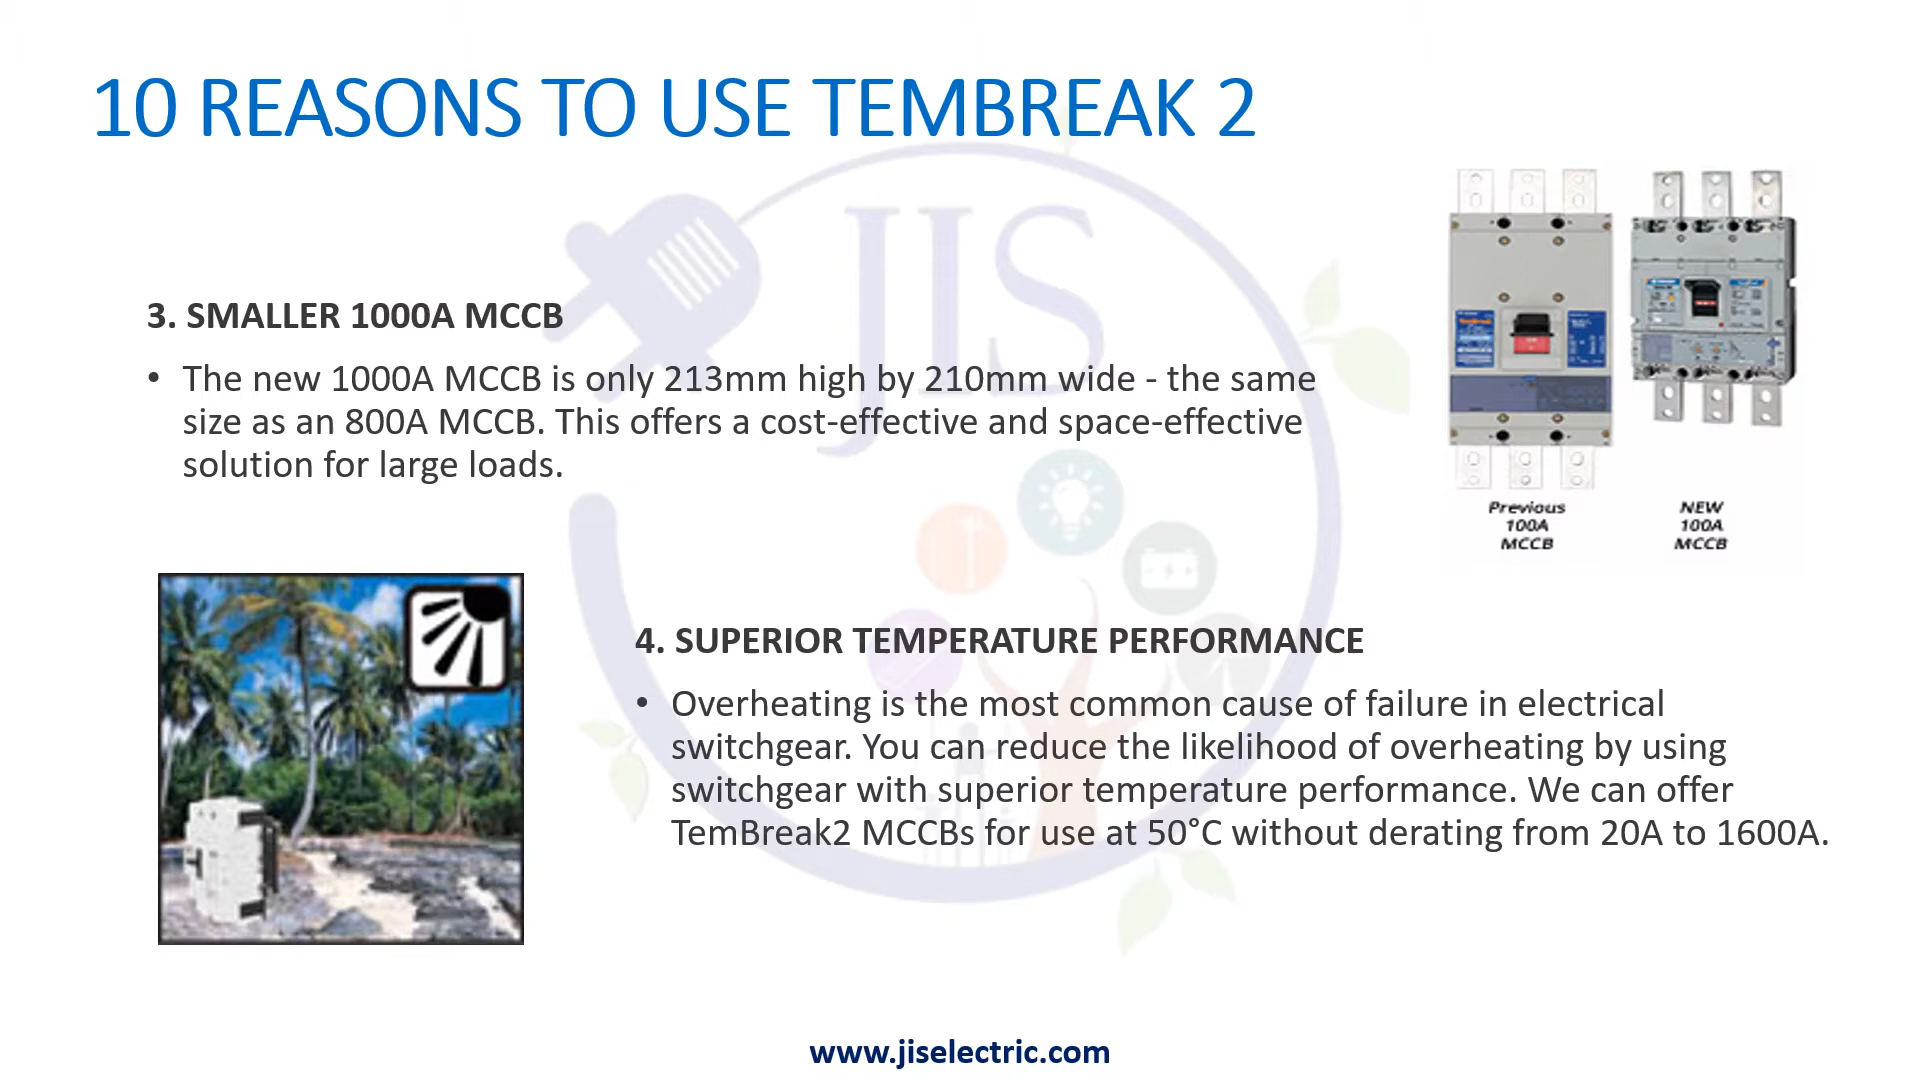 10 REASONS TO USE TEMBREAK 2
JIS
3. SMALLER 1000A MCCB
• The new 1000A MCCB is only 213mm high by 210mm wide - the same
size as an 800A MCCB. This offers a cost-effective and space-effective
solution for large loads.
Previous
100A
MCCB
NEW
100A
MCCB
4. SUPERIOR TEMPERATURE PERFORMANCE
• Overheating is the most common cause of failure in electrical
switchgear. You can reduce the likelihood of overheating by using
switchgear with superior temperature performance. We can offer
TemBreak2 MCCBs for use at 50°C without derating from 20A to 1600A.
www.jiselectric.com